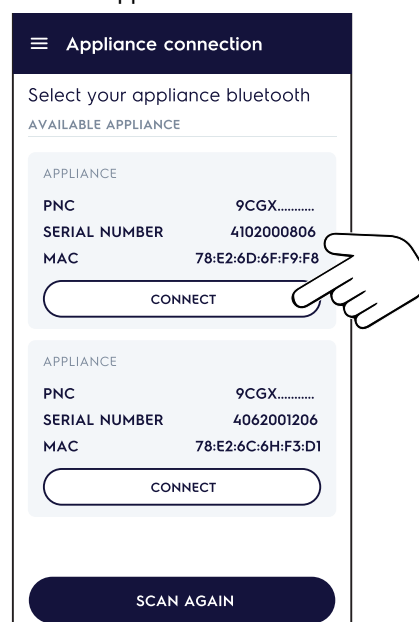 Appliance connection
Select your appliance bluetooth
AVAILABLE APPLIANCE
APPLIANCE
PNC 9CGX...........
SERIAL NUMBER 4102000806
MAC 78:E2:6D:6F:F9:F8
CONNECT
APPLIANCE
PNC 9CGX...........
SERIAL NUMBER 4062001206
MAC 78:E2:6C:6H:F3:D1
CONNECT
SCAN AGAIN